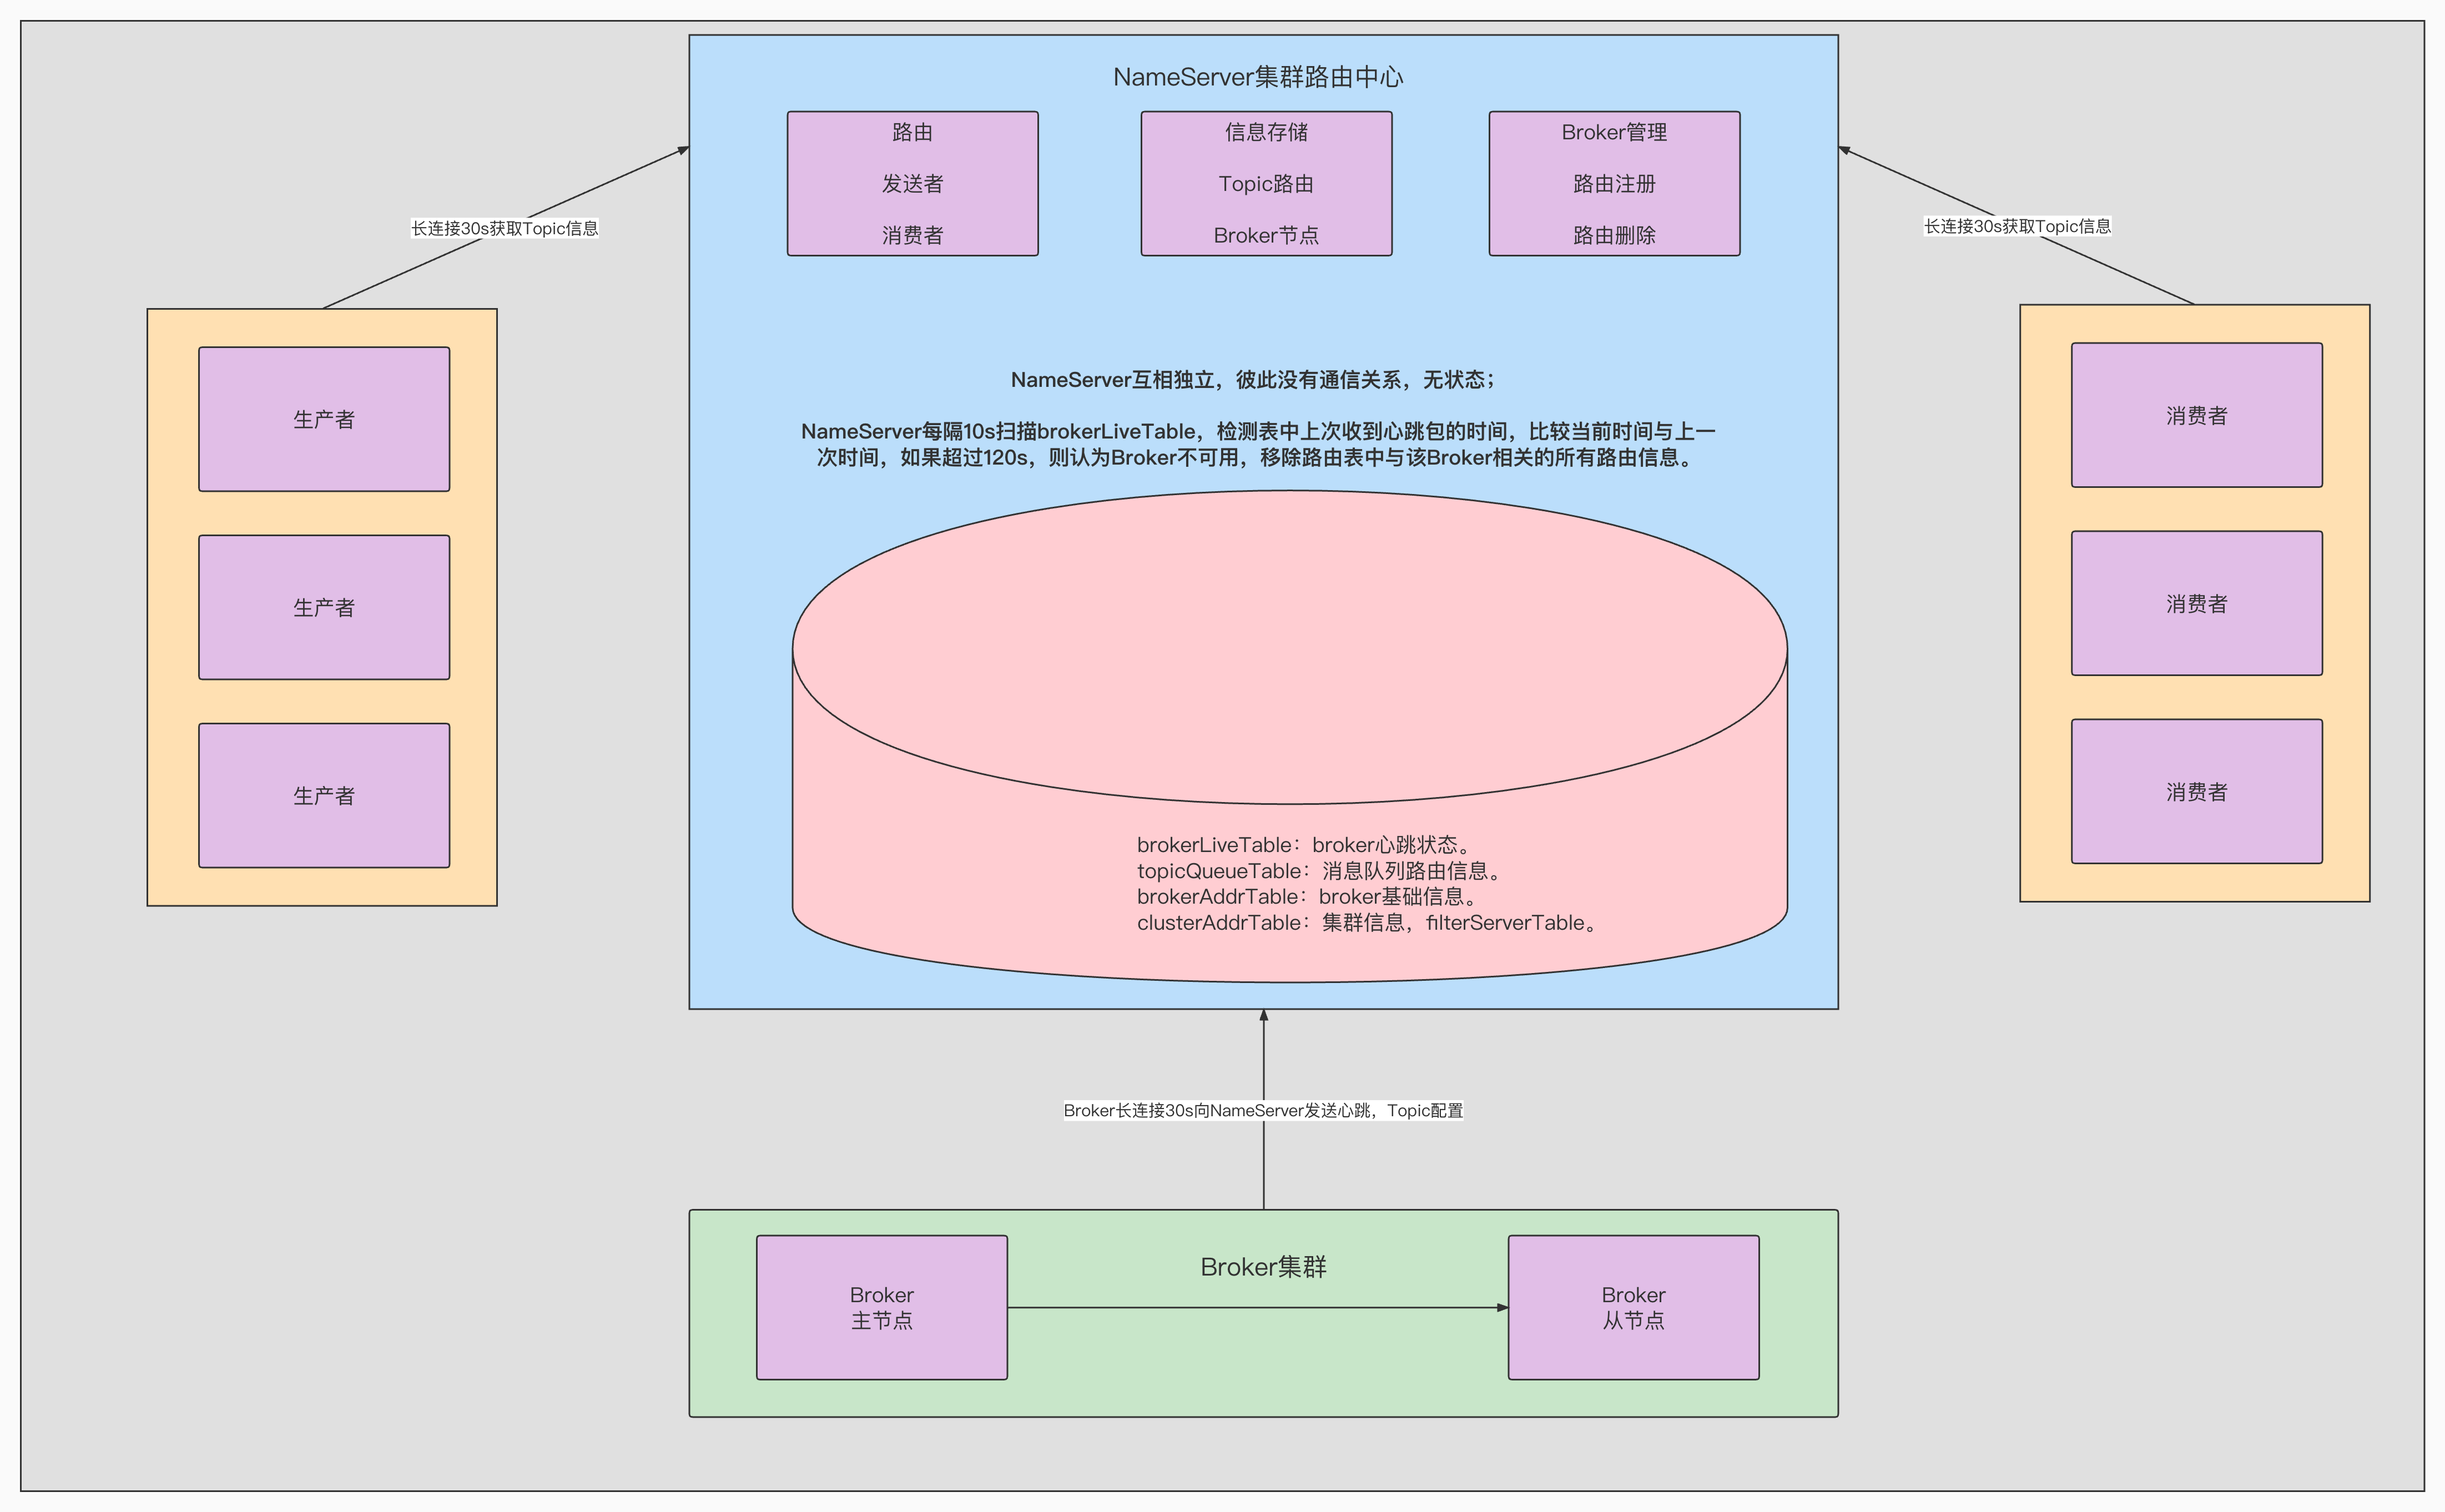 NameServer集群路由中心
路由
发送者
消费者
信息存储
Topic路由
Broker节点
Broker管理
路由注册
路由删除
长连接30s获取Topic信息
长连接30s获取Topic信息
生产者
生产者
生产者
NameServer互相独立，彼此没有通信关系，无状态；
NameServer每隔10s扫描brokerLiveTable，检测表中上次收到心跳包的时间，比较当前时间与上一
次时间，如果超过120s，则认为Broker不可用，移除路由表中与该Broker相关的所有路由信息。
brokerLiveTable：broker心跳状态。
topicQueueTable：消息队列路由信息。
brokerAddrTable：broker基础信息。
clusterAddrTable：集群信息，filterServerTable。
消费者
消费者
消费者
Broker长连接30s向NameServer发送心跳，Topic配置
Broker集群
Broker
主节点
Broker
从节点